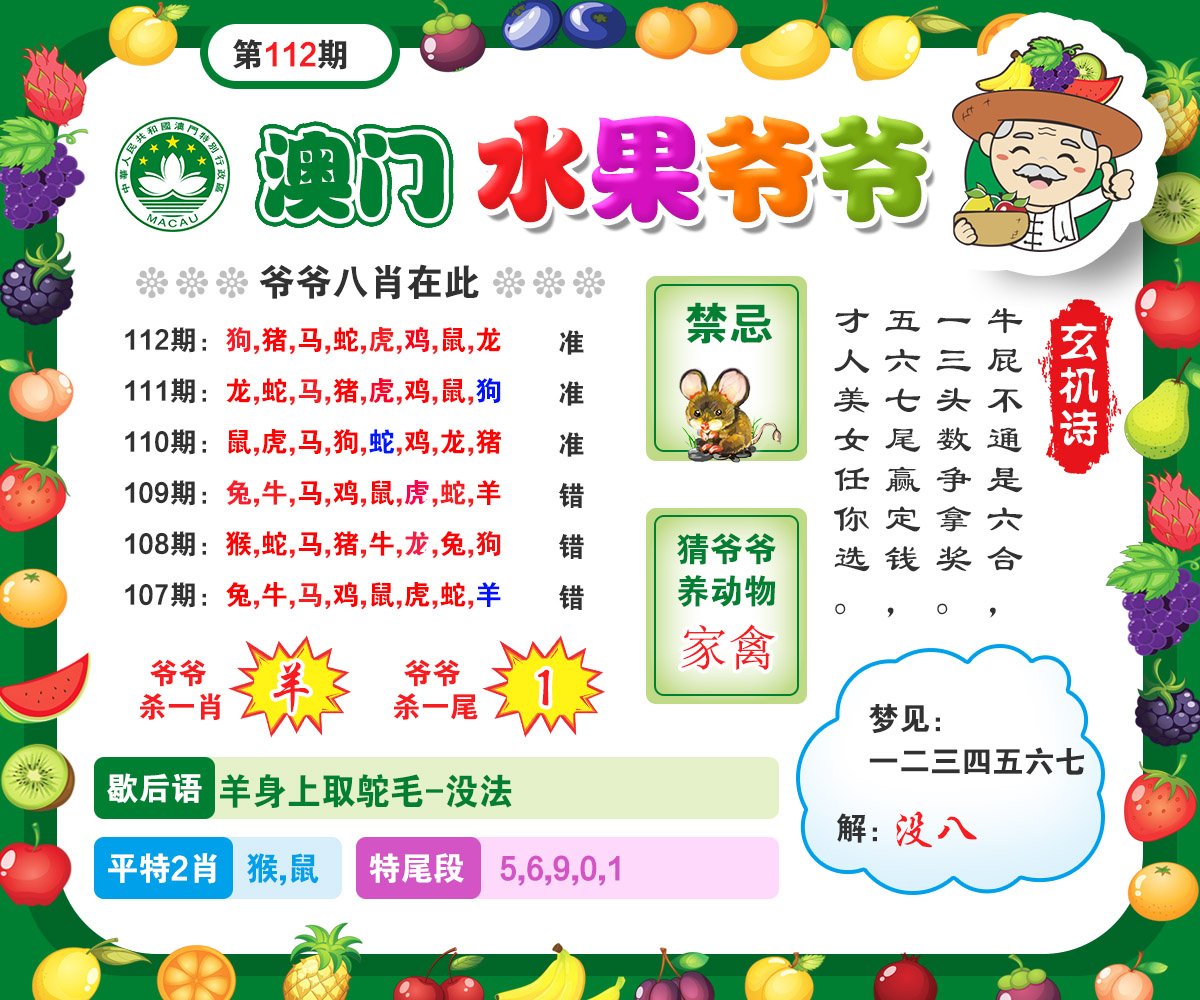 第112期
中華人民共和國澳門特別行政區
MACAU
澳门水果爷爷
爷爷八肖在此
112期：狗,猪,马,蛇,虎,鸡,鼠,龙 准
111期：龙,蛇,马,猪,虎,鸡,鼠,狗 准
110期：鼠,虎,马,狗,蛇,鸡,龙,猪 准
109期：兔,牛,马,鸡,鼠,虎,蛇,羊 错
108期：猴,蛇,马,猪,牛,龙,兔,狗 错
107期：兔,牛,马,鸡,鼠,虎,蛇,羊 错
爷爷
杀一肖
羊
爷爷
杀一尾
1
禁忌
猜爷爷
养动物
家禽
玄机诗
牛屁不通是六合，
一三头数争拿奖。
五六七尾赢定钱，
才人美女任你选。
梦见：
一二三四五六七
解：没八
歇后语 羊身上取鸵毛-没法
平特2肖 猴,鼠
特尾段 5,6,9,0,1